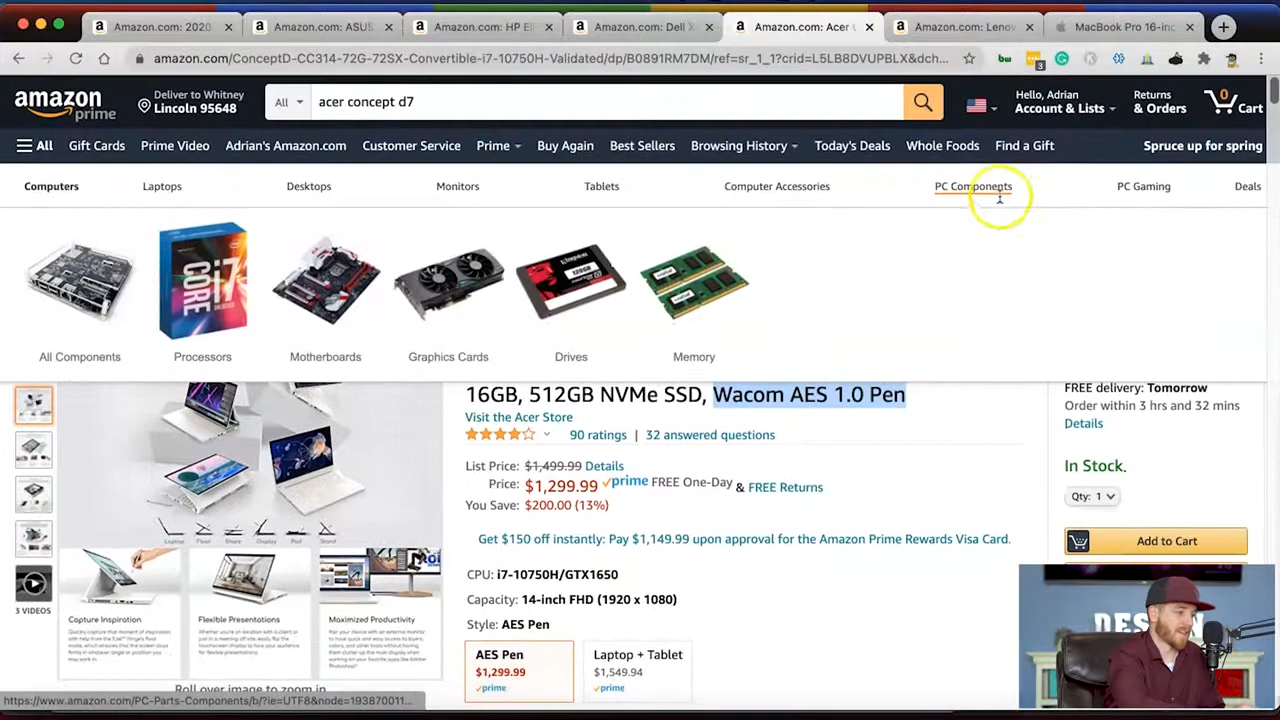 Amazon.com: 2020
Amazon.com: ASUS
Amazon.com: HP El
Amazon.com: Dell X
Amazon.com: Acer
Amazon.com: Lenov
MacBook Pro 16-inc
amazon.com/ConceptD-CC314-72G-72SX-Convertible-i7-10750H-Validated/dp/B0891RM7DM/ref=sr_1_1?crid=L5LB8DVUPBLX&dch...
3
amazon
prime
Deliver to Whitney
Lincoln 95648
All
acer concept d7
Hello, Adrian
Account & Lists
Returns
& Orders
0
Cart
All
Gift Cards
Prime Video
Adrian's Amazon.com
Customer Service
Prime
Buy Again
Best Sellers
Browsing History
Today's Deals
Whole Foods
Find a Gift
Spruce up for spring
Computers
Laptops
Desktops
Monitors
Tablets
Computer Accessories
PC Components
PC Gaming
Deals
All Components
Processors
Motherboards
Graphics Cards
Drives
Memory
16GB, 512GB NVMe SSD, Wacom AES 1.0 Pen
Visit the Acer Store
90 ratings | 32 answered questions
List Price: $1,499.99 Details
Price: $1,299.99 prime FREE One-Day & FREE Returns
You Save: $200.00 (13%)
Get $150 off instantly: Pay $1,149.99 upon approval for the Amazon Prime Rewards Visa Card.
CPU: i7-10750H/GTX1650
Capacity: 14-inch FHD (1920 x 1080)
Style: AES Pen
AES Pen
$1,299.99
prime
Laptop + Tablet
$1,549.94
prime
FREE delivery: Tomorrow
Order within 3 hrs and 32 mins
Details
In Stock.
Qty: 1
Add to Cart
3 VIDEOS
Capture Inspiration
Flexible Presentations
Maximized Productivity
Roll over image to zoom in
https://www.amazon.com/PC-Parts-Components/b/?ie=UTF8&node=193870011...